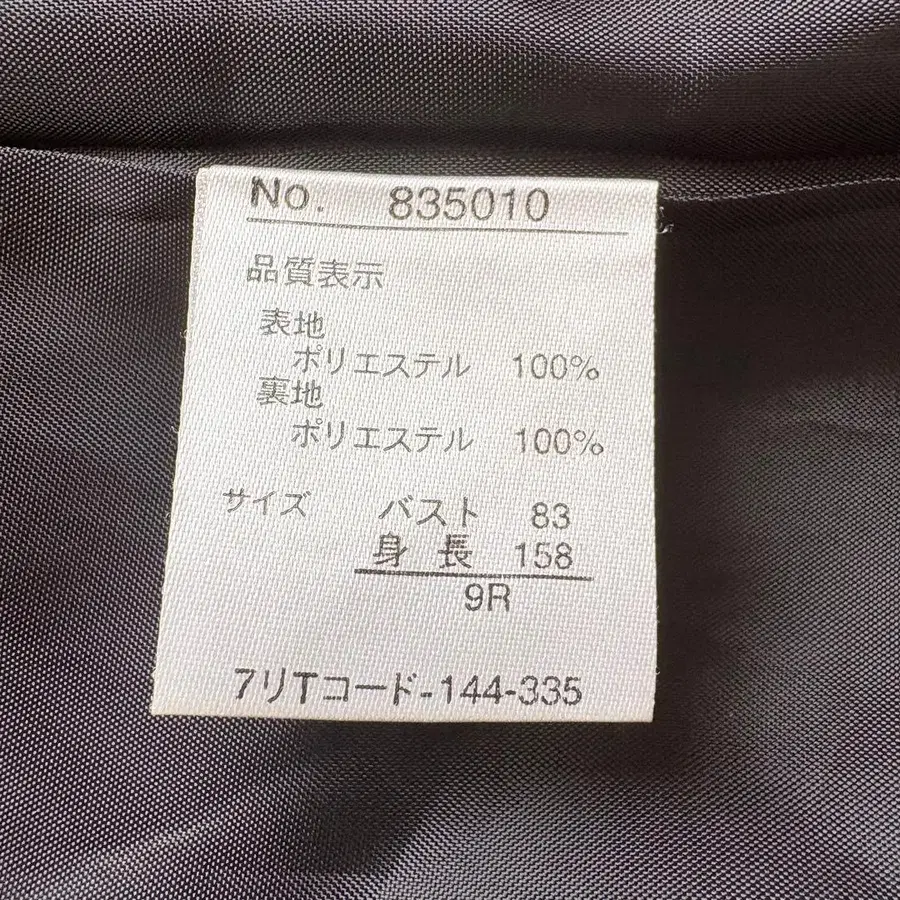 No. 835010
品質表示
表地
ポリエステル 100%
裏地
ポリエステル 100%
サイズ バスト 83
身長 158
9R
7リTコード-144-335